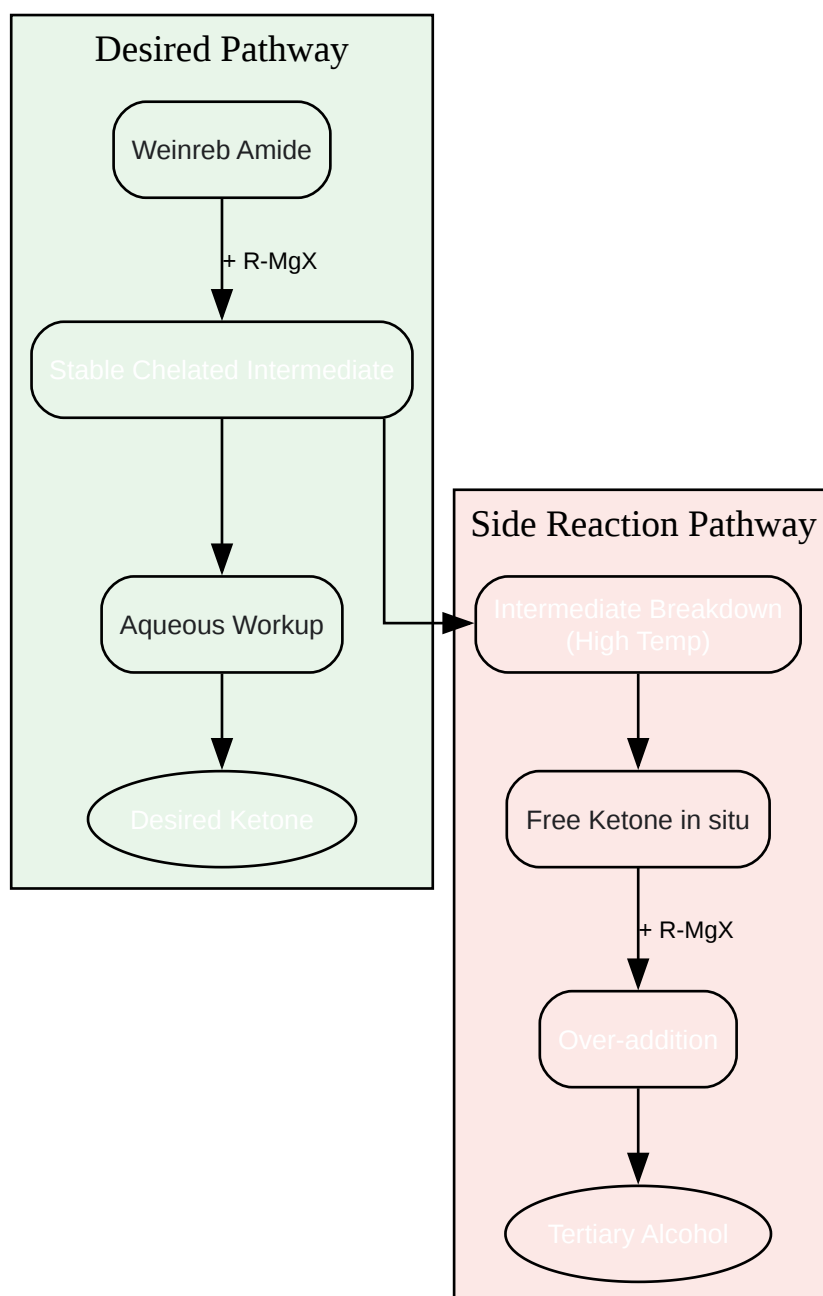 Desired Pathway
Weinreb Amide
+ R-MgX
Stable Chelated Intermediate
Aqueous Workup
Desired Ketone
Side Reaction Pathway
Intermediate Breakdown
(High Temp)
Free Ketone in situ
+ R-MgX
Over-addition
Tertiary Alcohol